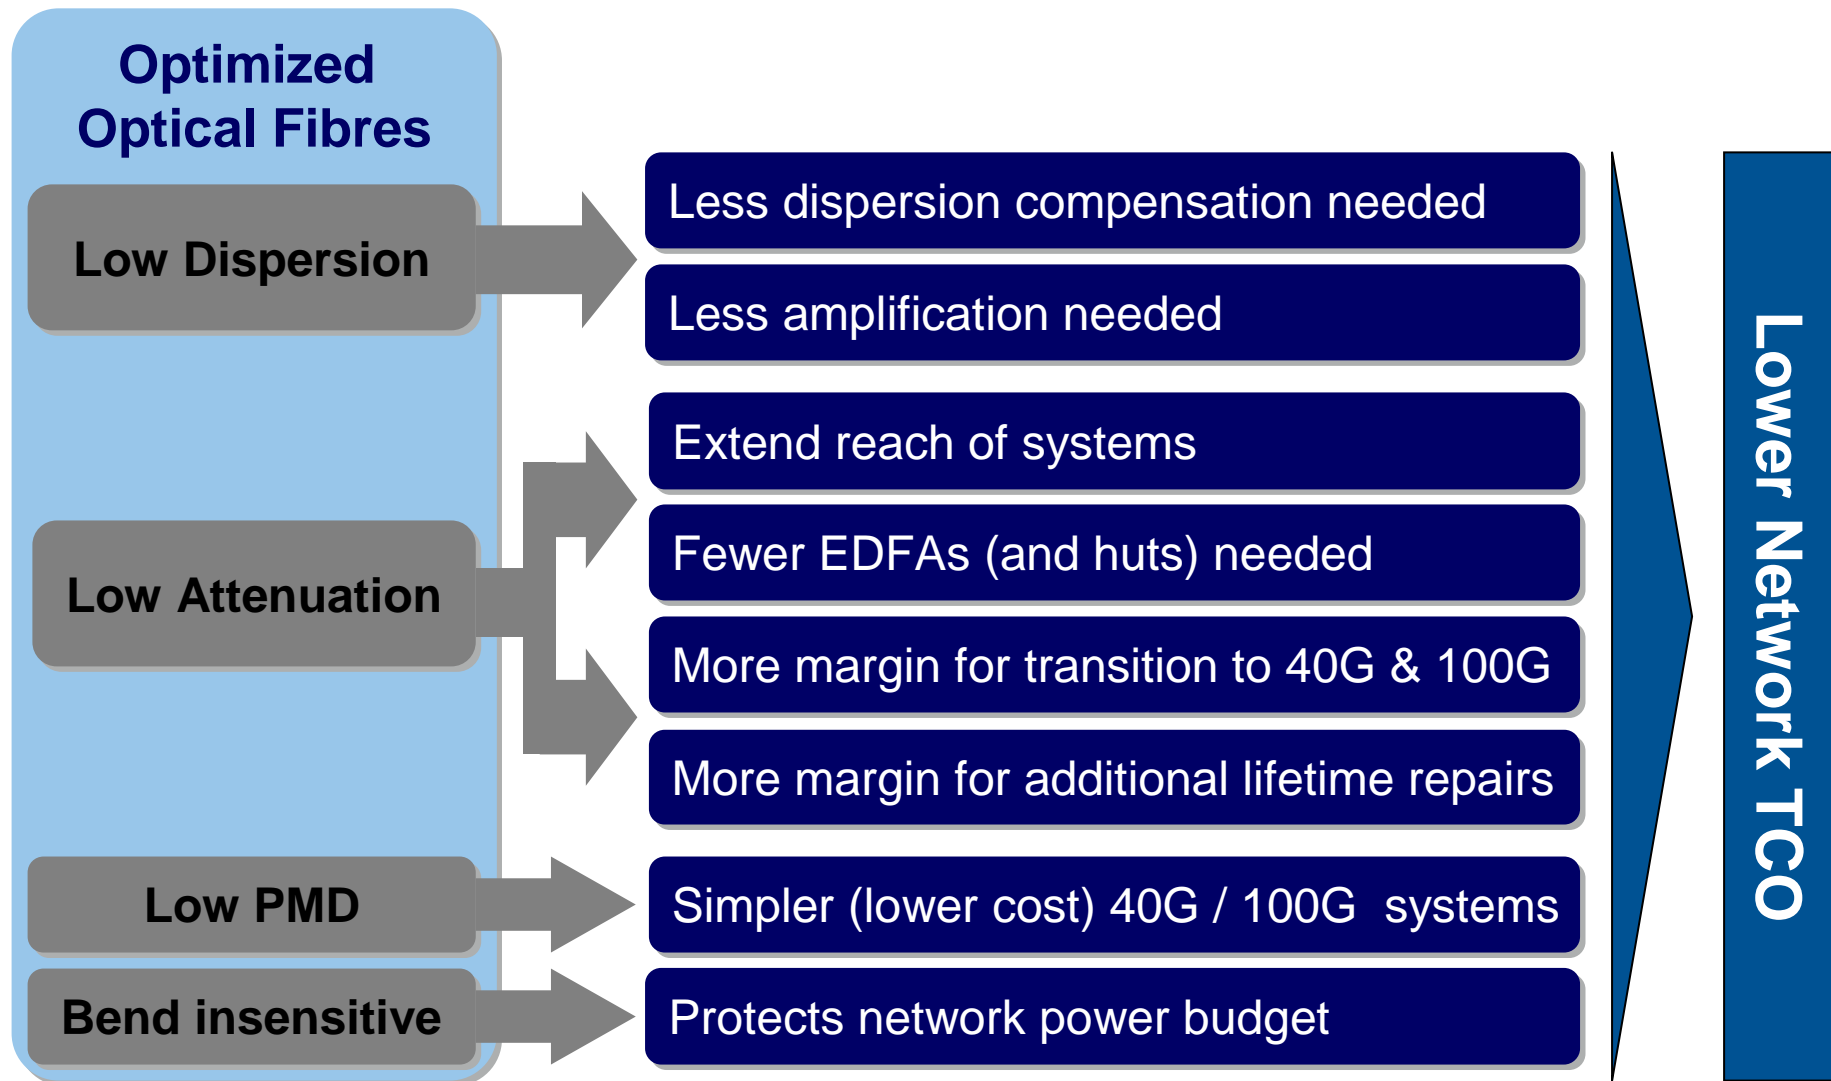 Optimized
Optical Fibres
Low Dispersion
Less dispersion compensation needed
Less amplification needed
Low Attenuation
Extend reach of systems
Fewer EDFAs (and huts) needed
More margin for transition to 40G & 100G
More margin for additional lifetime repairs
Low PMD
Simpler (lower cost) 40G / 100G  systems
Bend insensitive
Protects network power budget
Lower Network TCO